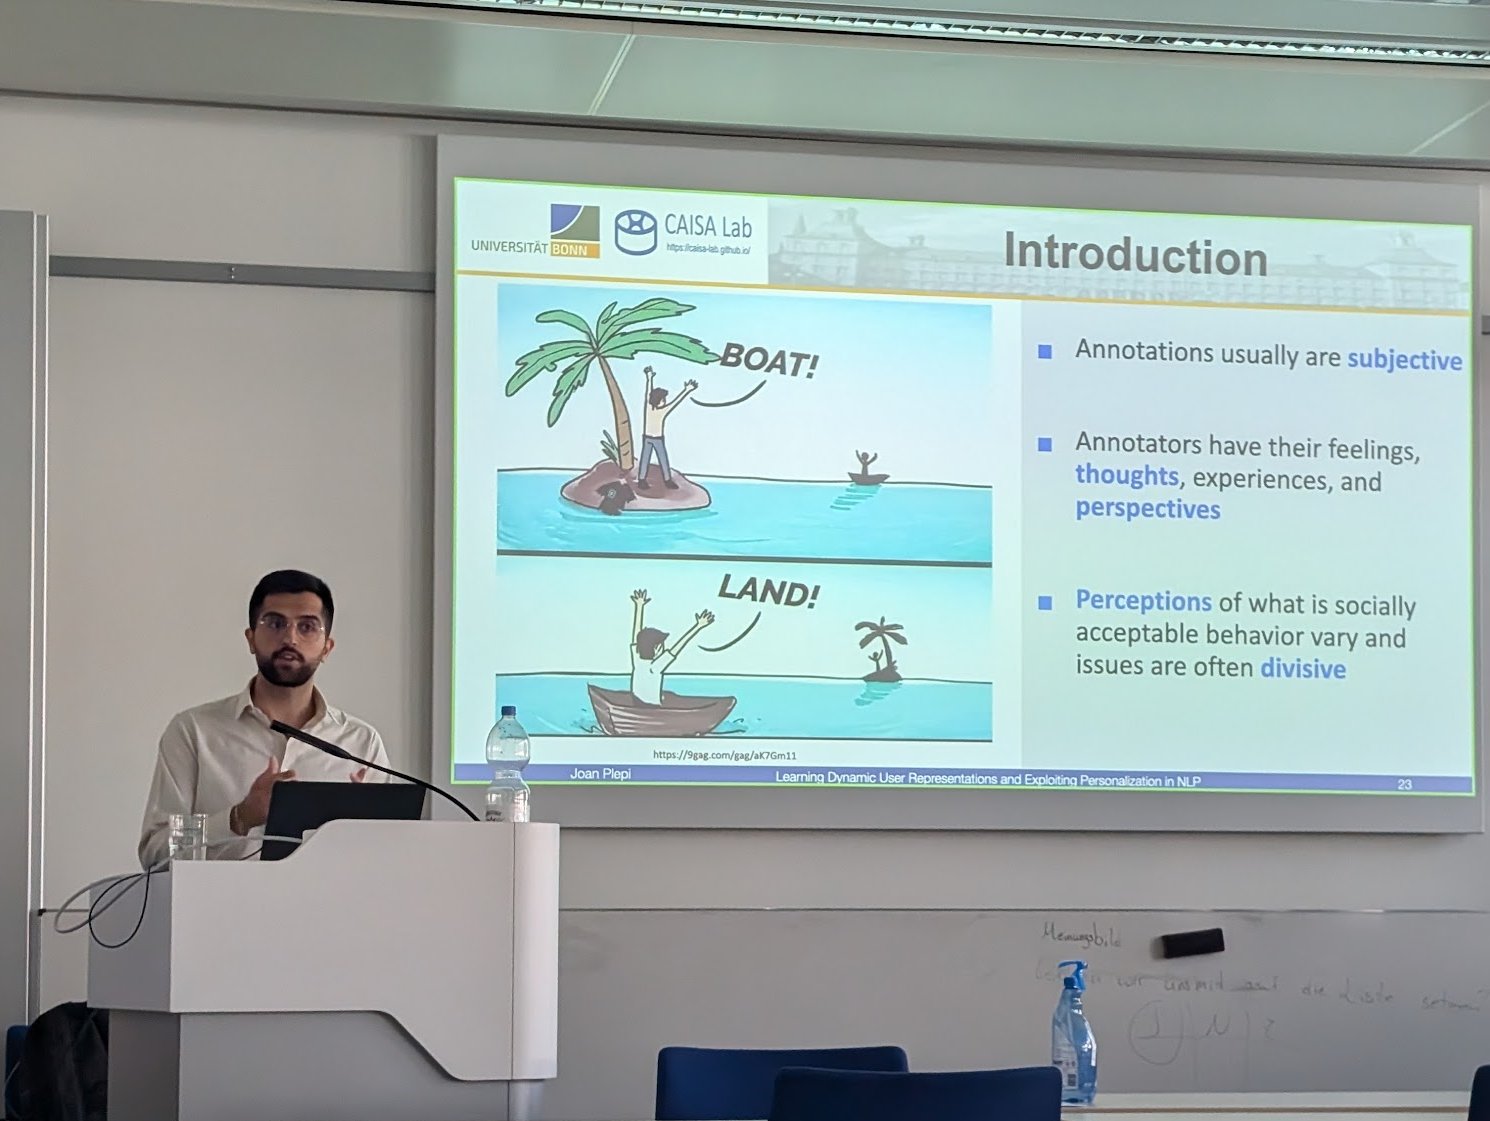 UNIVERSITÄT BONN
CAISA Lab
https://caisa-lab.github.io/
Introduction
BOAT!
LAND!
https://9gag.com/gag/aK7Gm11
Annotations usually are subjective
Annotators have their feelings,
thoughts, experiences, and
perspectives
Perceptions of what is socially
acceptable behavior vary and
issues are often divisive
Joan Plepi
Learning Dynamic User Representations and Exploiting Personalization in NLP
23
Meinungsbild
wir uns mit auf die Liste setzen?
J | N | ?